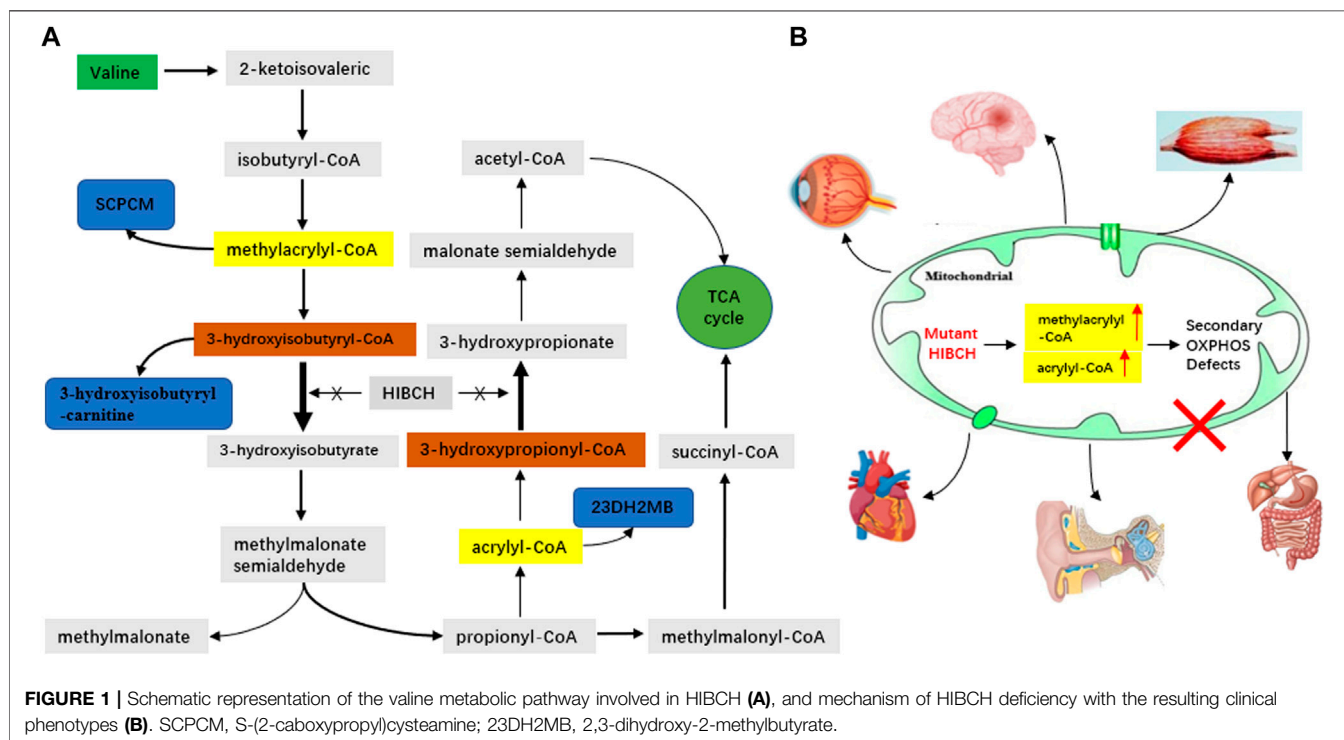 A
Valine
2-ketoisovaleric
isobutyryl-CoA
SCPCM
methylacrylyl-CoA
3-hydroxyisobutyryl-CoA
3-hydroxyisobutyryl
-carnitine
3-hydroxyisobutyrate
methylmalonate
semialdehyde
methylmalonate
HIBCH
acetyl-CoA
malonate semialdehyde
3-hydroxypropionate
3-hydroxypropionyl-CoA
23DH2MB
acrylyl-CoA
propionyl-CoA
TCA
cycle
succinyl-CoA
methylmalonyl-CoA
B
Mitochondrial
Mutant
HIBCH
methylacrylyl
-CoA
acrylyl-CoA
Secondary
OXPHOS
Defects
FIGURE 1 | Schematic representation of the valine metabolic pathway involved in HIBCH (A), and mechanism of HIBCH deficiency with the resulting clinical
phenotypes (B). SCPCM, S-(2-caboxypropyl)cysteamine; 23DH2MB, 2,3-dihydroxy-2-methylbutyrate.